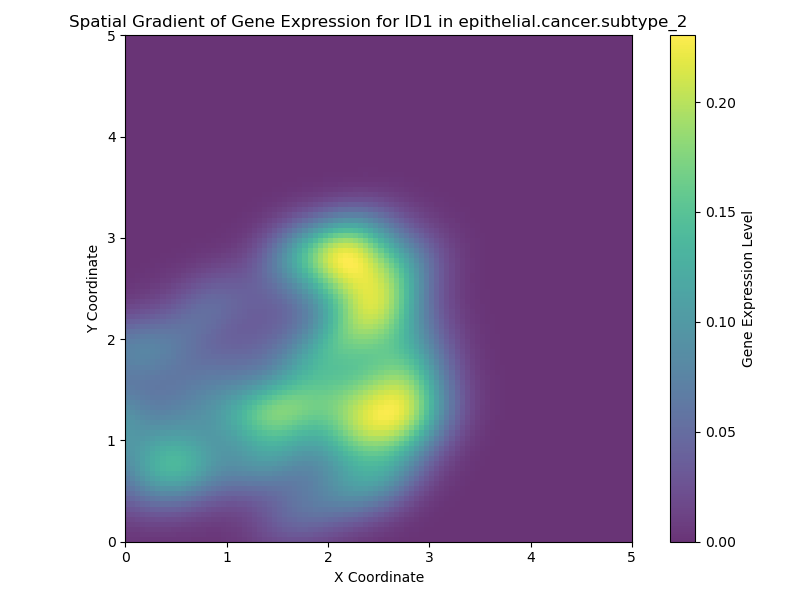 Spatial Gradient of Gene Expression for ID1 in epithelial.cancer.subtype_2
5
4
3
2
1
0
Y Coordinate
0 1 2 3 4 5
X Coordinate
0.20
0.15
0.10
0.05
0.00
Gene Expression Level